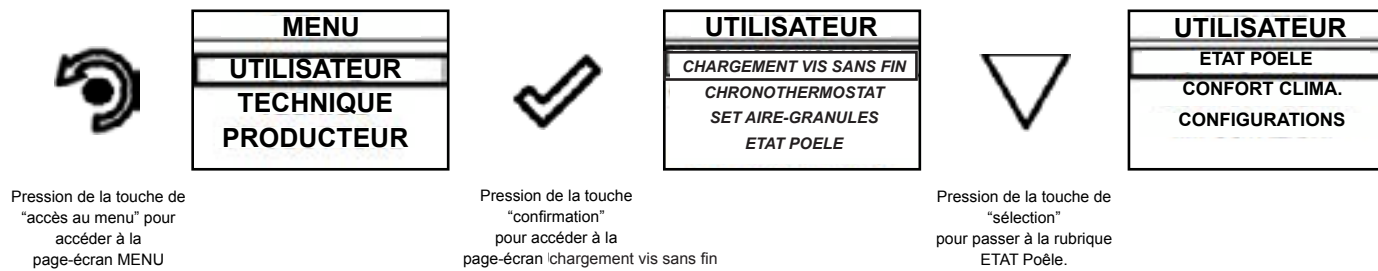 MENU
UTILISATEUR
TECHNIQUE
PRODUCTEUR
UTILISATEUR
CHARGEMENT VIS SANS FIN
CHRONOTHERMOSTAT
SET AIRE-GRANULES
ETAT POELE
UTILISATEUR
ETAT POELE
CONFORT CLIMA.
CONFIGURATIONS
Pression de la touche de
“accès au menu” pour
accéder à la
page-écran MENU
Pression de la touche
“confirmation”
pour accéder à la
page-écran chargement vis sans fin
Pression de la touche de
“sélection”
pour passer à la rubrique
ETAT Poêle.